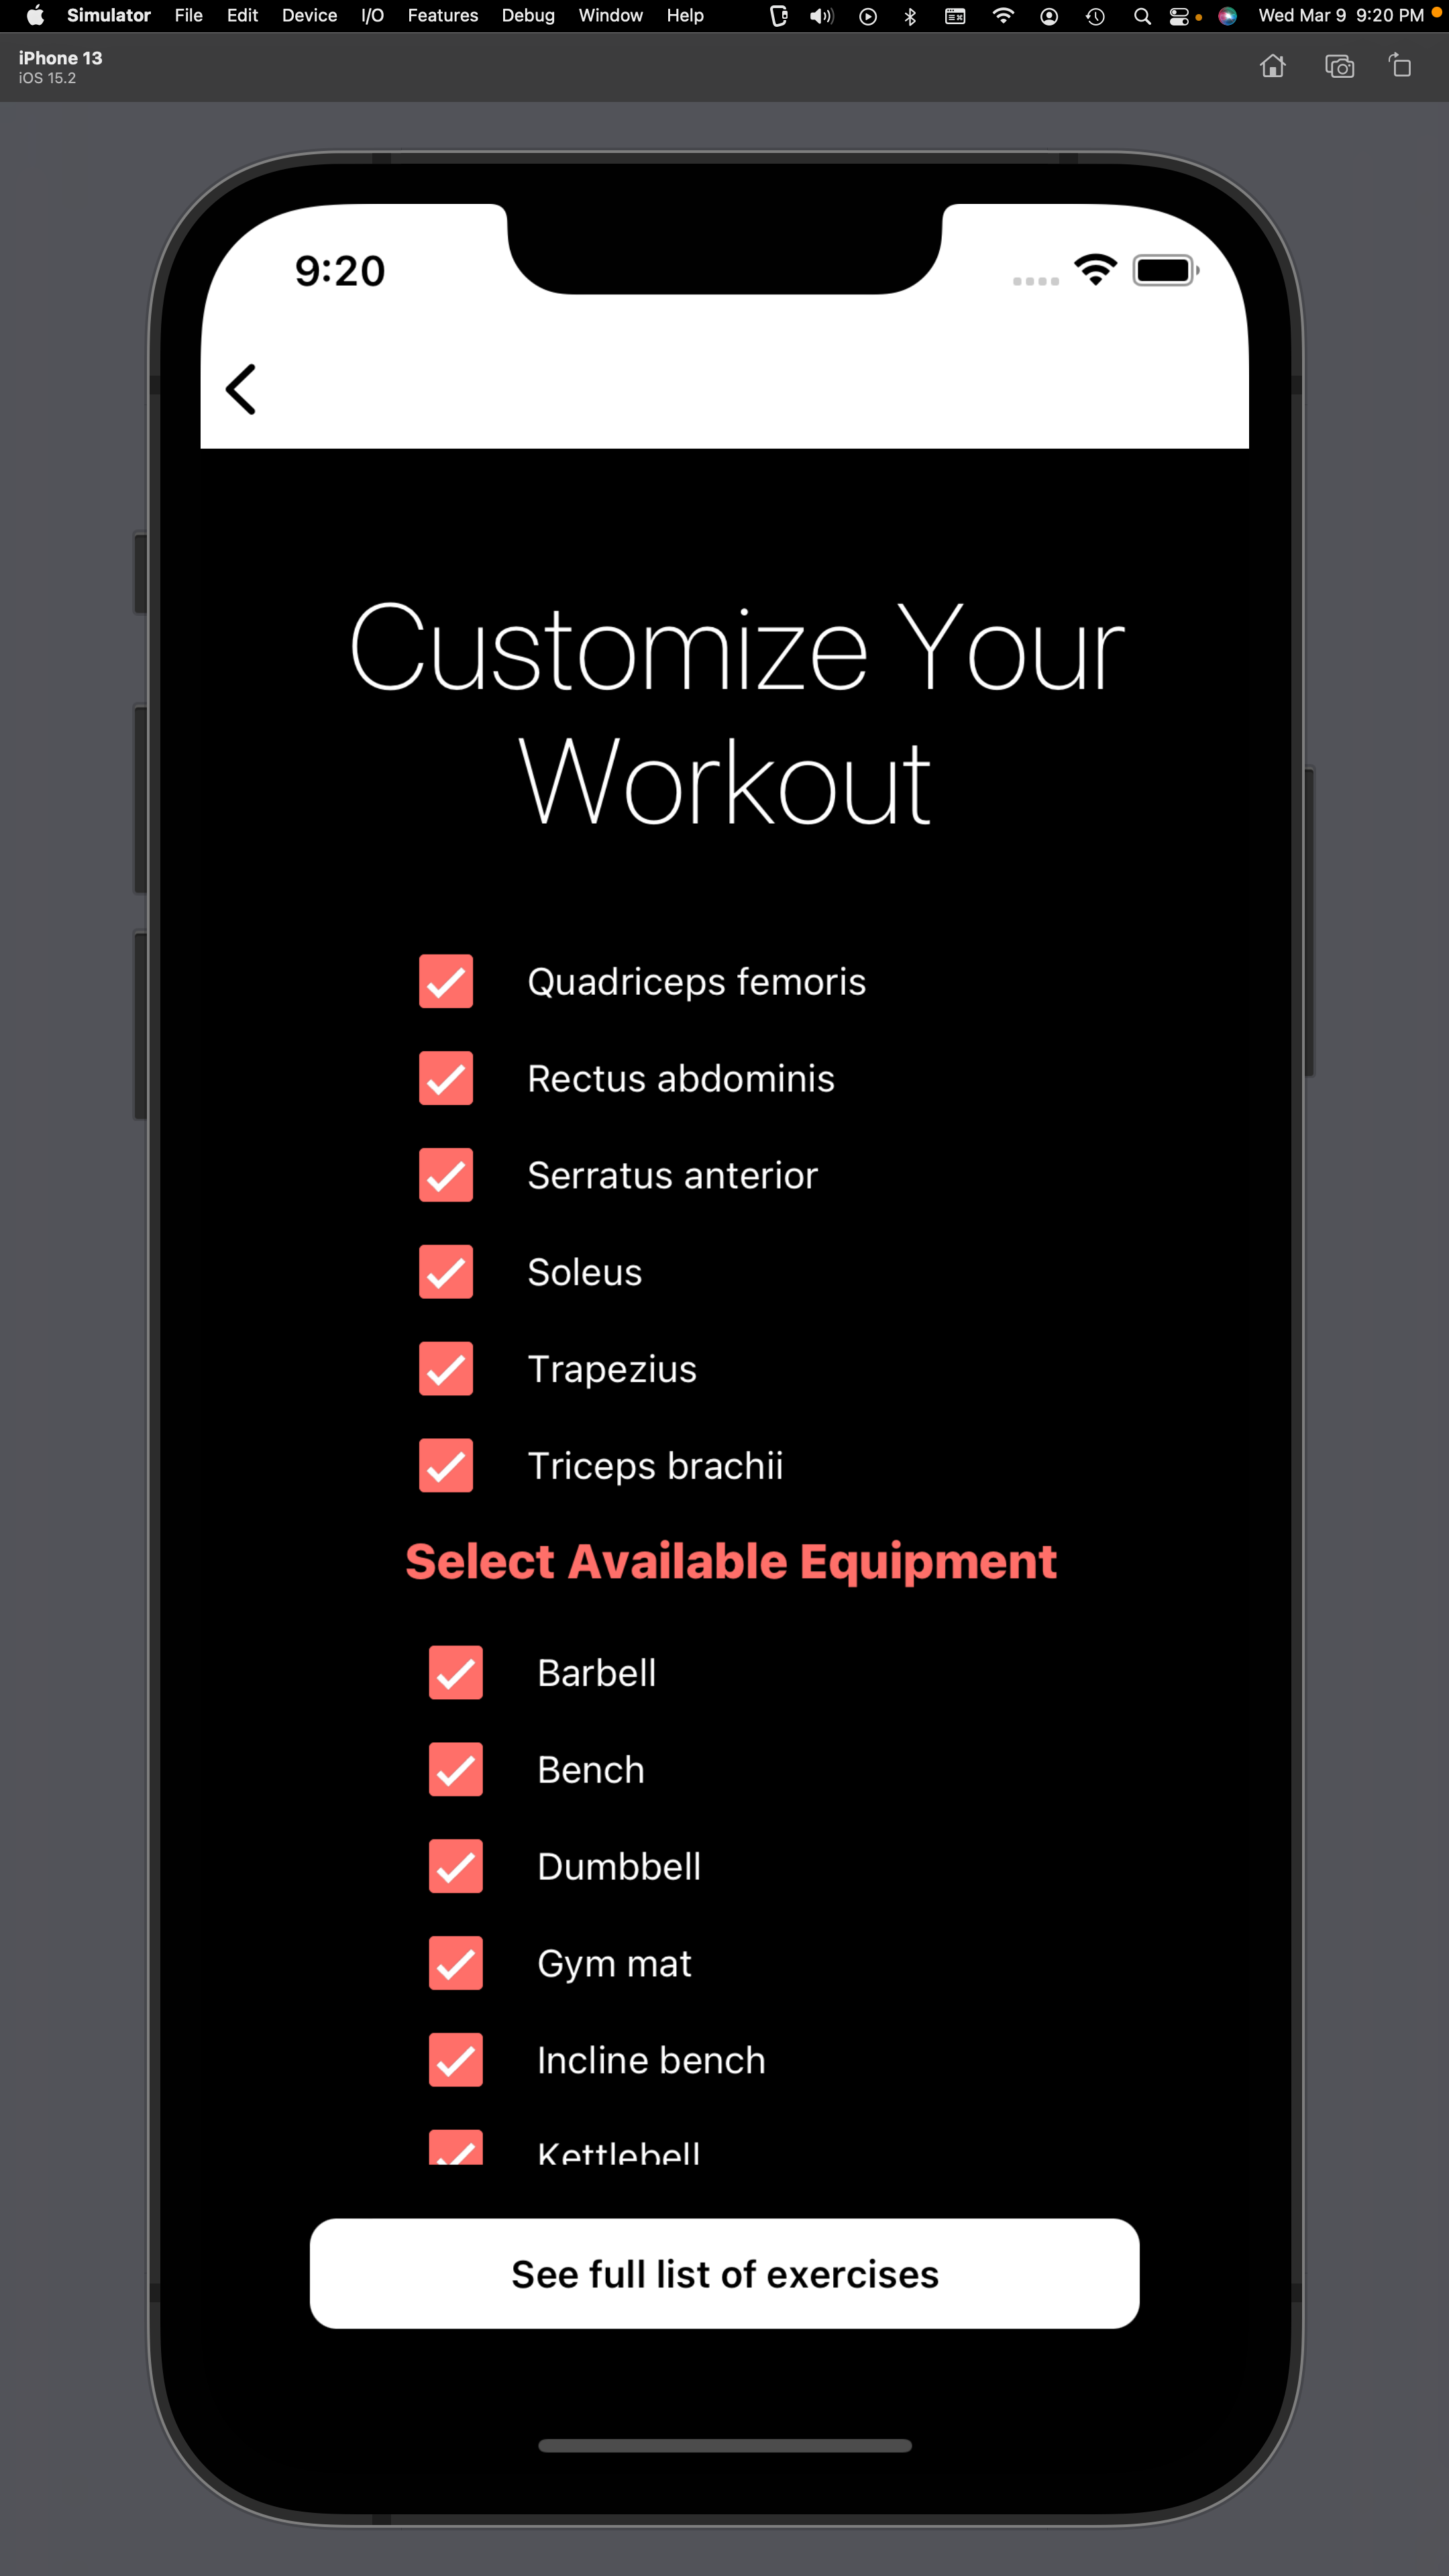 Simulator File Edit Device I/O Features Debug Window Help Wed Mar 9 9:20 PM
iPhone 13
iOS 15.2
9:20
Customize Your
Workout
Quadriceps femoris
Rectus abdominis
Serratus anterior
Soleus
Trapezius
Triceps brachii
Select Available Equipment
Barbell
Bench
Dumbbell
Gym mat
Incline bench
Kettlebell
See full list of exercises